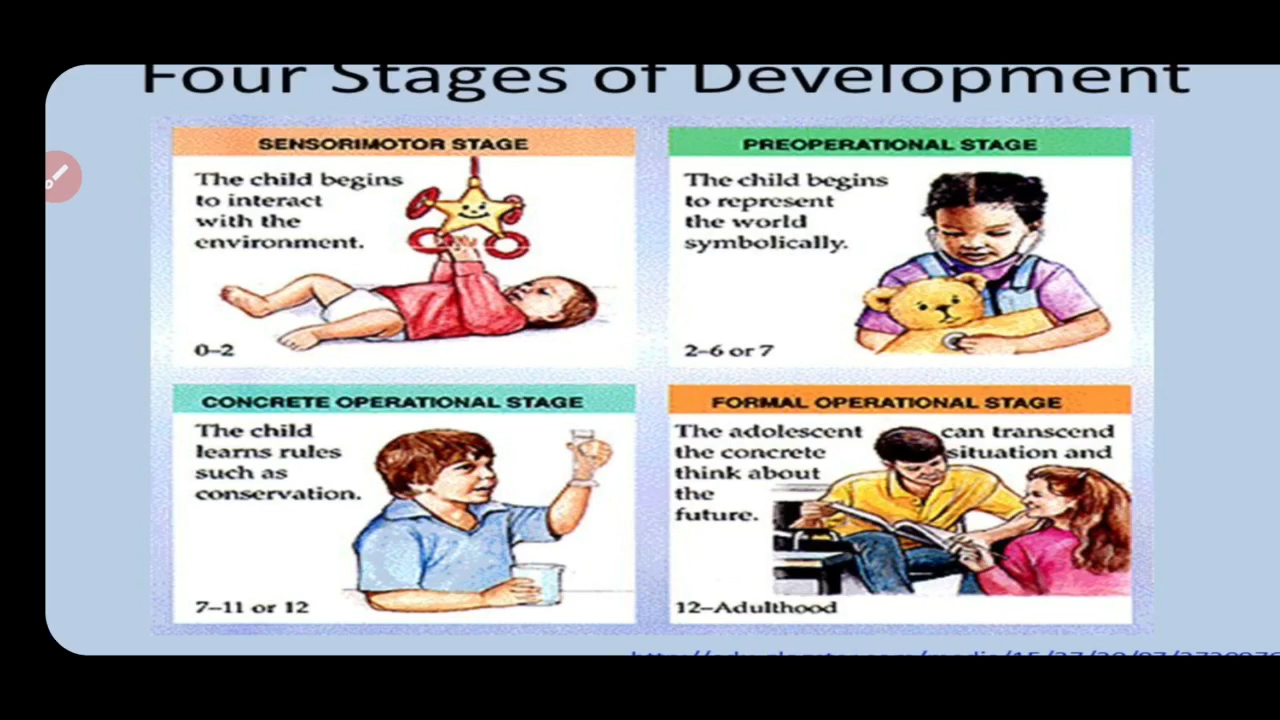 Four Stages of Development
SENSORIMOTOR STAGE
The child begins
to interact
with the
environment.
0–2
PREOPERATIONAL STAGE
The child begins
to represent
the world
symbolically.
2–6 or 7
CONCRETE OPERATIONAL STAGE
The child
learns rules
such as
conservation.
7–11 or 12
FORMAL OPERATIONAL STAGE
The adolescent can transcend
the concrete situation and
think about
the
future.
12–Adulthood